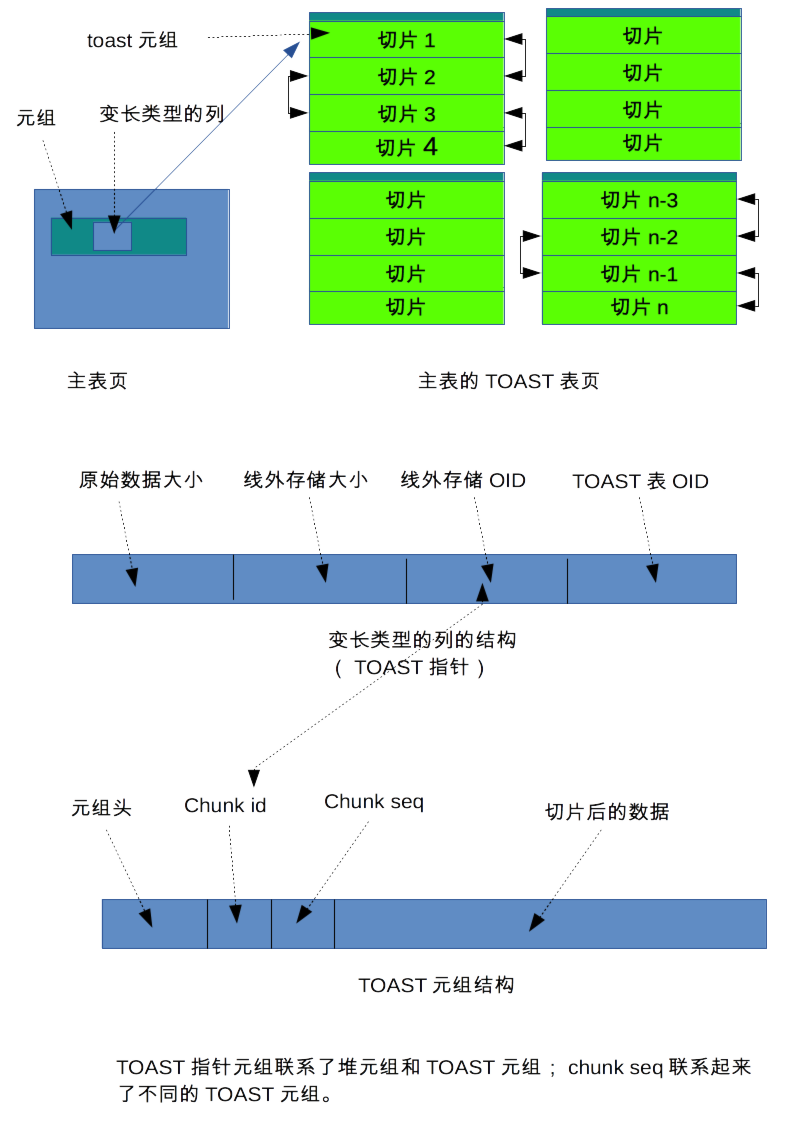 toast 元组
元组
变长类型的列
切片 1
切片 2
切片 3
切片 4
切片
切片
切片
切片
切片
切片
切片
切片
切片 n-3
切片 n-2
切片 n-1
切片 n
主表页
主表的 TOAST 表页
原始数据大小
线外存储大小
线外存储 OID
TOAST 表 OID
变长类型的列的结构
( TOAST 指针 )
元组头
Chunk id
Chunk seq
切片后的数据
TOAST 元组结构
TOAST 指针元组联系了堆元组和 TOAST 元组 ; chunk seq 联系起来
了不同的 TOAST 元组。